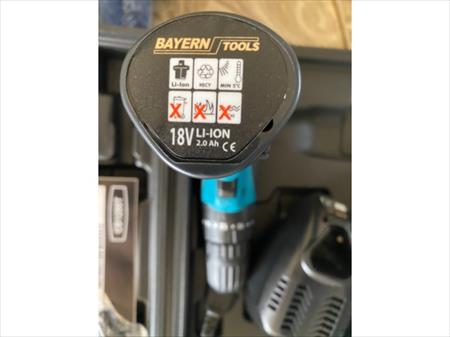 BAYERN TOOLS
Li-Ion RECY MIN 5°C
18V LI-ION
2.0 Ah CE